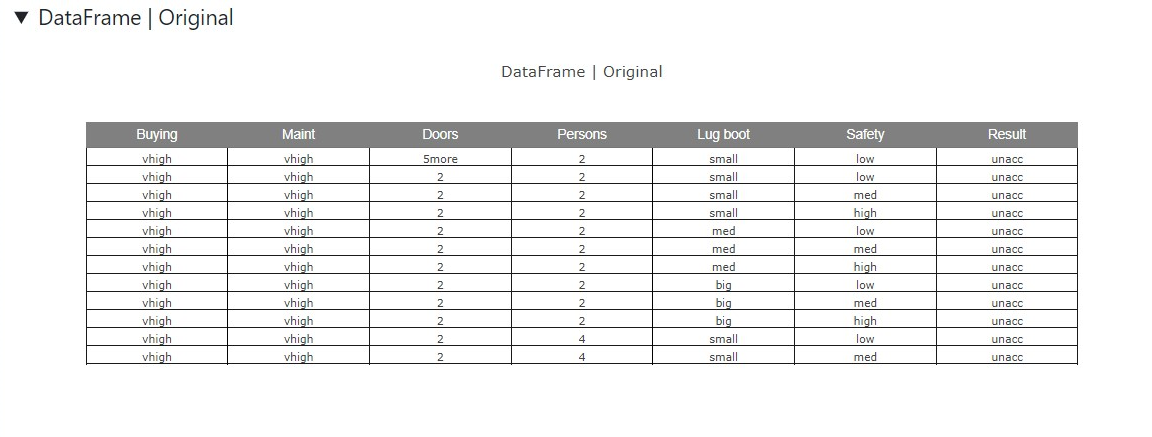 ▼ DataFrame | Original
DataFrame | Original
Buying Maint Doors Persons Lug boot Safety Result
vhigh vhigh 5more 2 small low unacc
vhigh vhigh 2 2 small low unacc
vhigh vhigh 2 2 small med unacc
vhigh vhigh 2 2 small high unacc
vhigh vhigh 2 2 med low unacc
vhigh vhigh 2 2 med med unacc
vhigh vhigh 2 2 med high unacc
vhigh vhigh 2 2 big low unacc
vhigh vhigh 2 2 big med unacc
vhigh vhigh 2 2 big high unacc
vhigh vhigh 2 4 small low unacc
vhigh vhigh 2 4 small med unacc